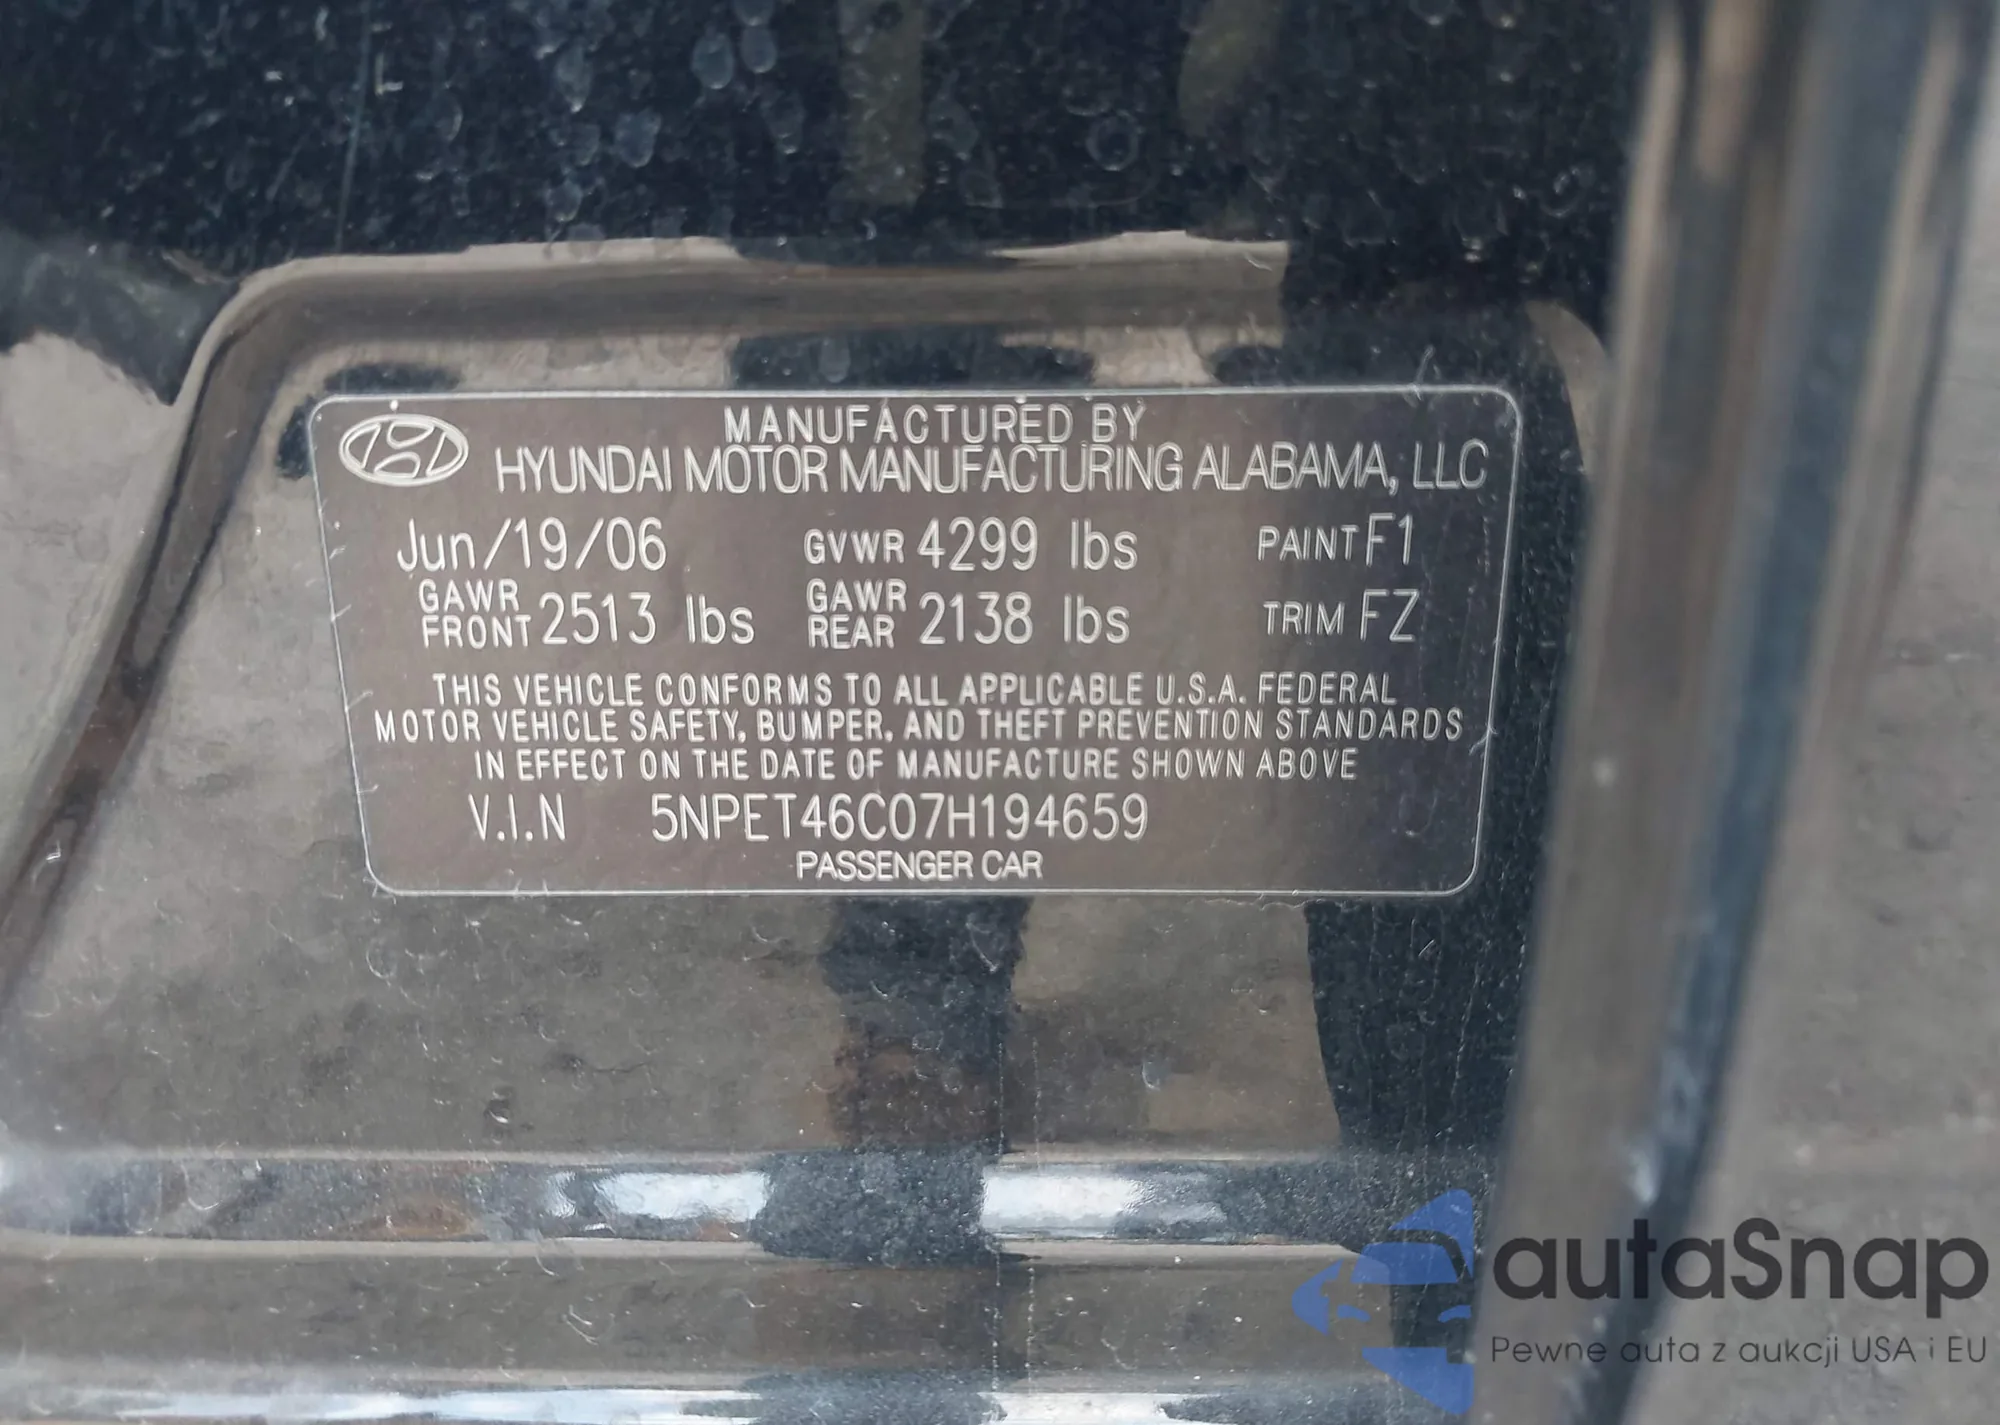 MANUFACTURED BY
HYUNDAI MOTOR MANUFACTURING ALABAMA, LLC
Jun/19/06 GVWR 4299 lbs PAINT F1
GAWR FRONT 2513 lbs GAWR REAR 2138 lbs TRIM FZ
THIS VEHICLE CONFORMS TO ALL APPLICABLE U.S.A. FEDERAL
MOTOR VEHICLE SAFETY, BUMPER, AND THEFT PREVENTION STANDARDS
IN EFFECT ON THE DATE OF MANUFACTURE SHOWN ABOVE
V.I.N 5NPET46C07H194659
PASSENGER CAR
autaSnap
Pewne auta z aukcji USA i EU